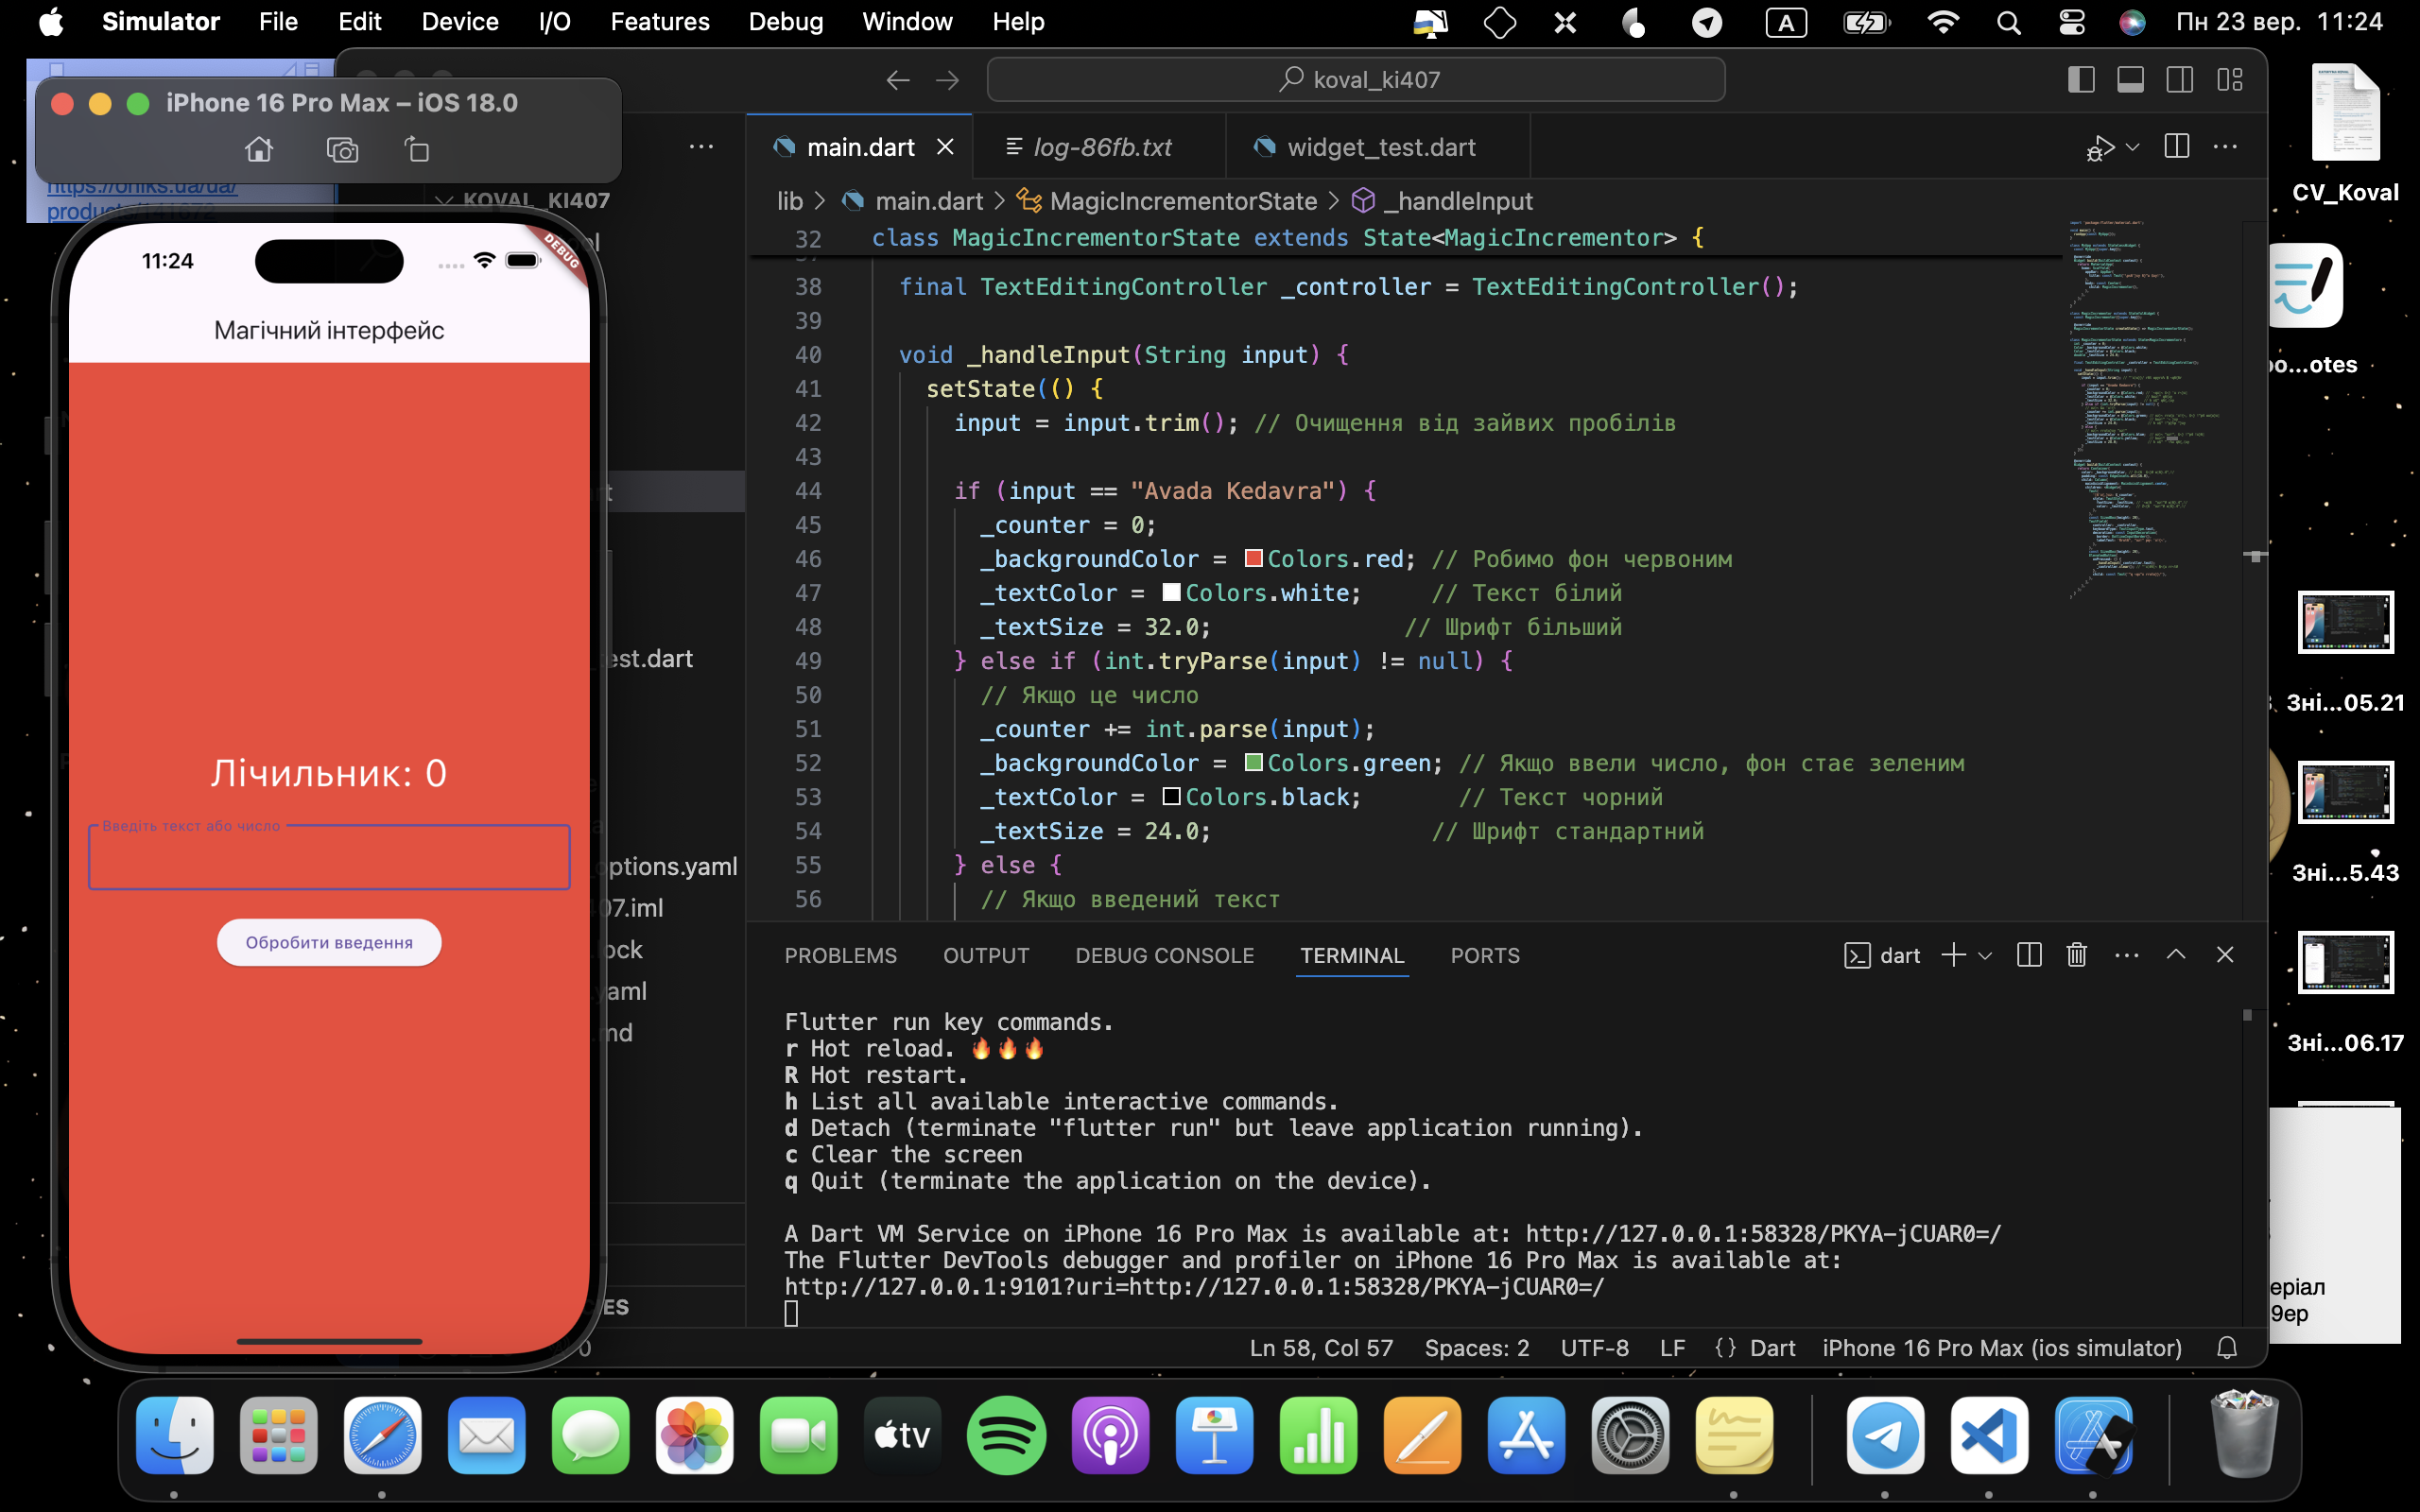 Simulator File Edit Device I/O Features Debug Window Help A Пн 23 вер. 11:24
iPhone 16 Pro Max – iOS 18.0
https://oniks.ua/ua/
KOVAL_KI407
11:24
DEBUG
Магічний інтерфейс
Лічильник: 0
Введіть текст або число
Обробити введення
est.dart
options.yaml
07.iml
ock
yaml
md
ES
koval_ki407
main.dart
log-86fb.txt
widget_test.dart
lib > main.dart > MagicIncrementorState > _handleInput
32 class MagicIncrementorState extends State<MagicIncrementor> {
38 final TextEditingController _controller = TextEditingController();
39
40 void _handleInput(String input) {
41 setState(() {
42 input = input.trim(); // Очищення від зайвих пробілів
43
44 if (input == "Avada Kedavra") {
45 _counter = 0;
46 _backgroundColor = Colors.red; // Робимо фон червоним
47 _textColor = Colors.white; // Текст білий
48 _textSize = 32.0; // Шрифт більший
49 } else if (int.tryParse(input) != null) {
50 // Якщо це число
51 _counter += int.parse(input);
52 _backgroundColor = Colors.green; // Якщо ввели число, фон стає зеленим
53 _textColor = Colors.black; // Текст чорний
54 _textSize = 24.0; // Шрифт стандартний
55 } else {
56 // Якщо введений текст
PROBLEMS OUTPUT DEBUG CONSOLE TERMINAL PORTS
dart
Flutter run key commands.
r Hot reload. 🔥🔥🔥
R Hot restart.
h List all available interactive commands.
d Detach (terminate "flutter run" but leave application running).
c Clear the screen
q Quit (terminate the application on the device).
A Dart VM Service on iPhone 16 Pro Max is available at: http://127.0.0.1:58328/PKYA-jCUAR0=/
The Flutter DevTools debugger and profiler on iPhone 16 Pro Max is available at:
http://127.0.0.1:9101?uri=http://127.0.0.1:58328/PKYA-jCUAR0=/
0
Ln 58, Col 57 Spaces: 2 UTF-8 LF {} Dart iPhone 16 Pro Max (ios simulator)
CV_Koval
oo...otes
Зні...05.21
Зні...5.43
Зні...06.17
еріал
9ер
tv